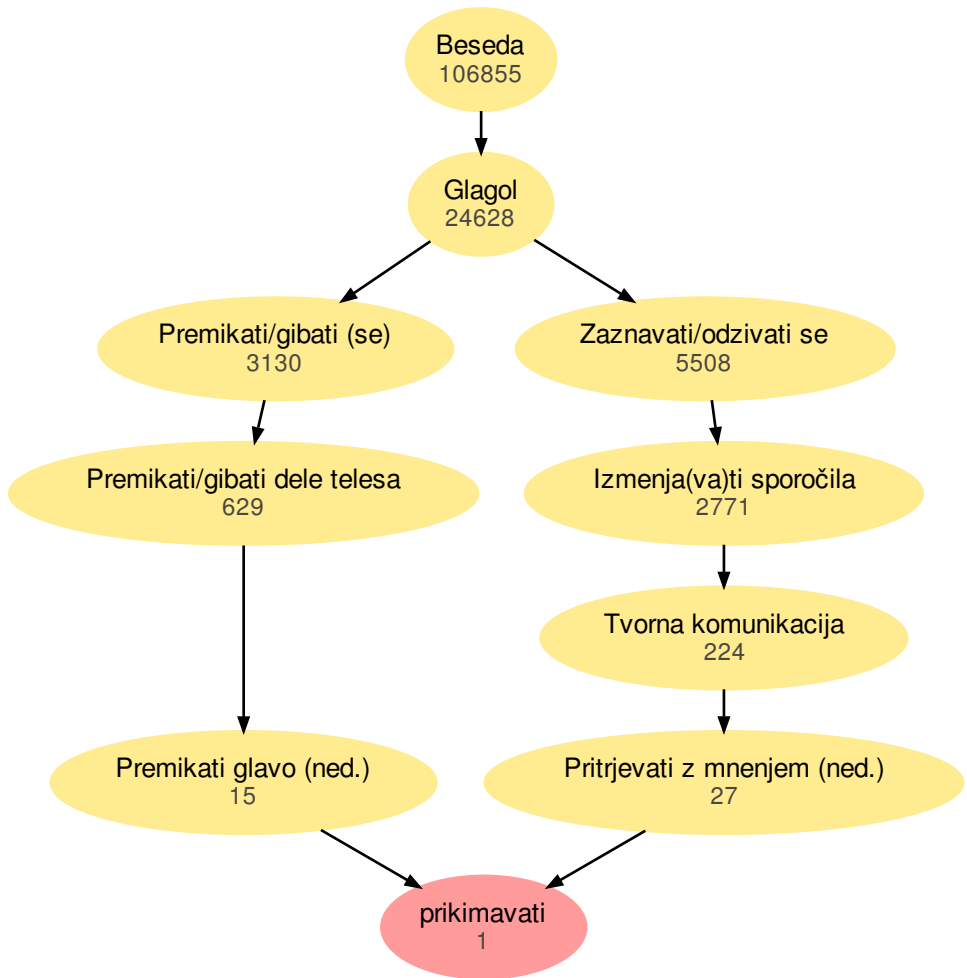 Beseda
106855
Glagol
24628
Premikati/gibati (se)
3130
Zaznavati/odzivati se
5508
Premikati/gibati dele telesa
629
Izmenja(va)ti sporočila
2771
Tvorna komunikacija
224
Premikati glavo (ned.)
15
Pritrjevati z mnenjem (ned.)
27
prikimavati
1